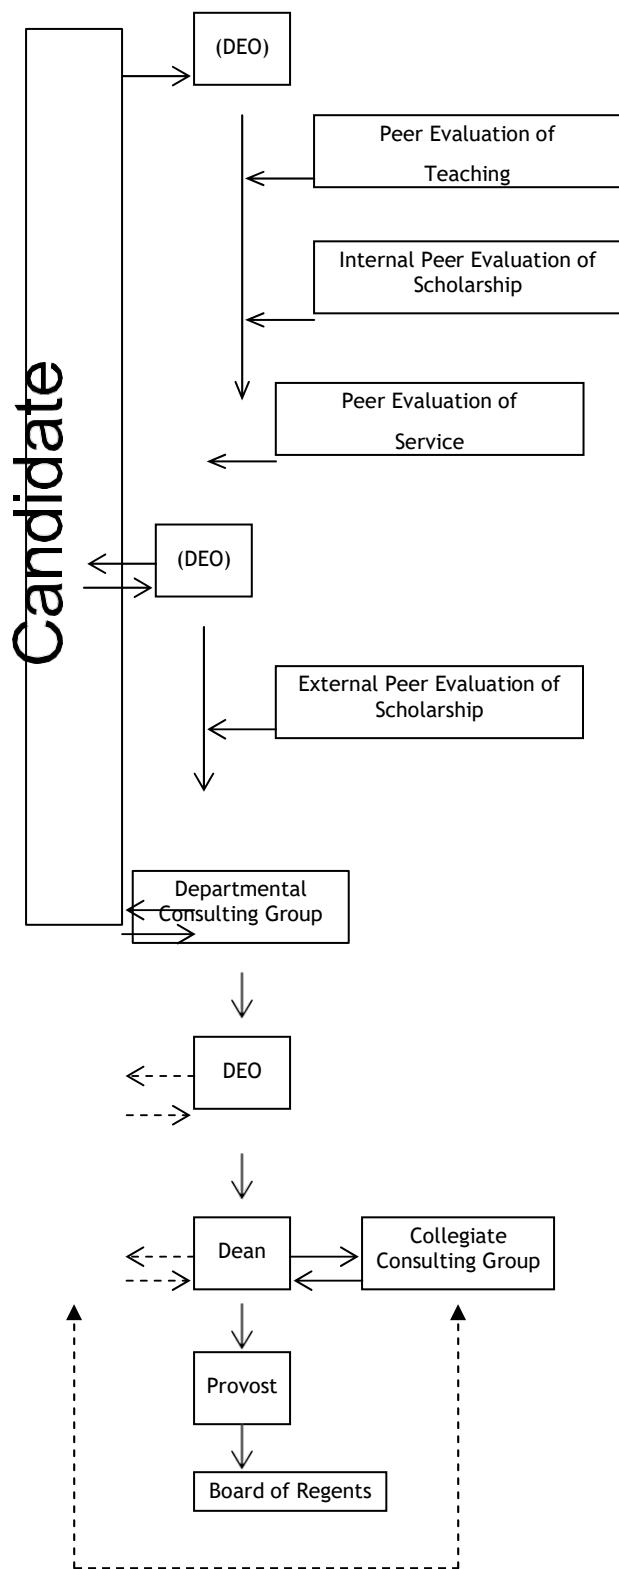 (DEO)
Peer Evaluation of
Teaching
Internal Peer Evaluation of
Scholarship
Candidate
Peer Evaluation of
Service
(DEO)
External Peer Evaluation of
Scholarship
Departmental
Consulting Group
DEO
Dean
Collegiate
Consulting Group
Provost
Board of Regents